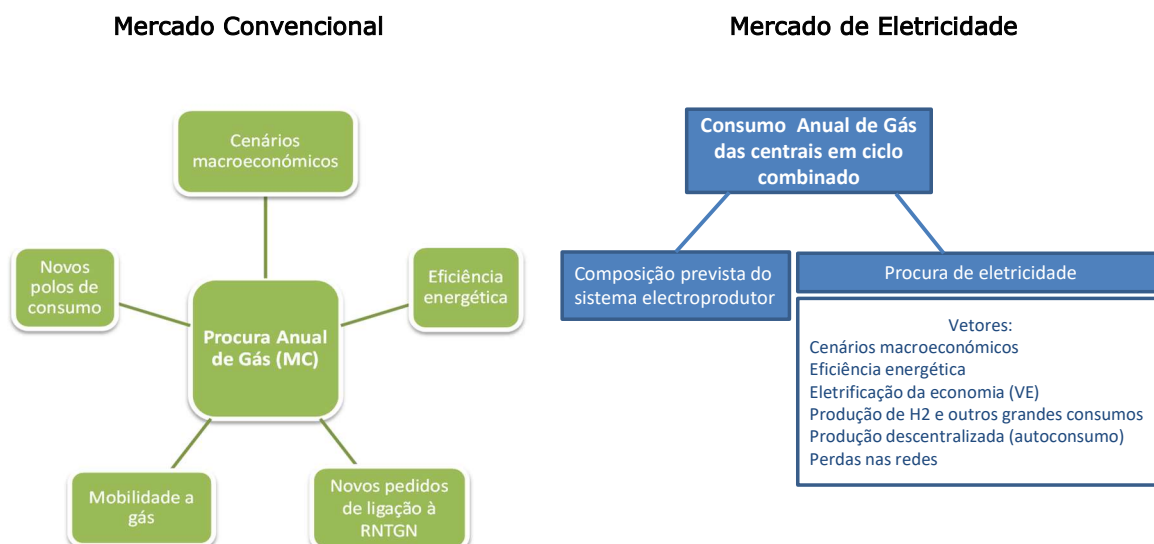 Mercado Convencional
Cenários
macroeconómicos
Novos
polos de
consumo
Eficiência
energética
Procura Anual
de Gás (MC)
Mobilidade a
gás
Novos pedidos
de ligação à
RNTGN
Mercado de Eletricidade
Consumo Anual de Gás
das centrais em ciclo
combinado
Composição prevista do
sistema electroprodutor
Procura de eletricidade
Vetores:
Cenários macroeconómicos
Eficiência energética
Eletrificação da economia (VE)
Produção de H2 e outros grandes consumos
Produção descentralizada (autoconsumo)
Perdas nas redes